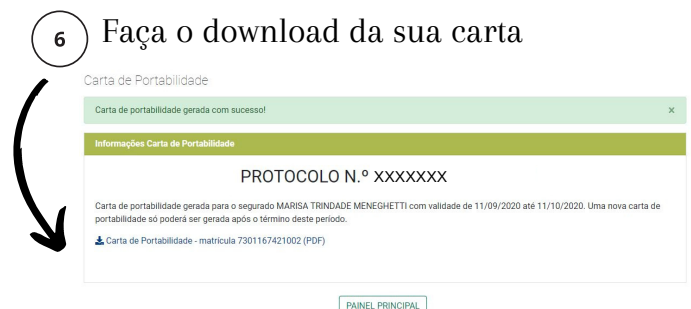 6 Faça o download da sua carta
Carta de Portabilidade
Carta de portabilidade gerada com sucesso! ×
Informações Carta de Portabilidade
PROTOCOLO N.º XXXXXXX
Carta de portabilidade gerada para o segurado MARISA TRINDADE MENEGHETTI com validade de 11/09/2020 até 11/10/2020. Uma nova carta de
portabilidade só poderá ser gerada após o término deste período.
Carta de Portabilidade - matrícula 7301167421002 (PDF)
PAINEL PRINCIPAL